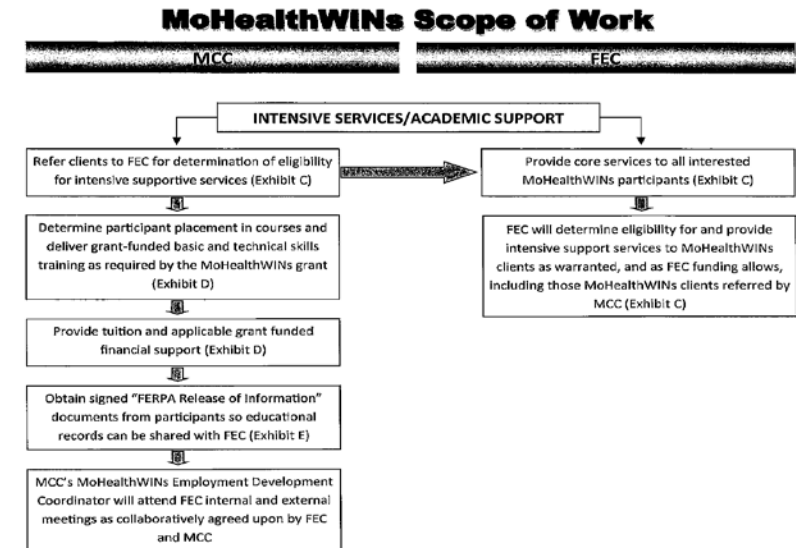 MoHealthWINs Scope of Work
MCC
FEC
INTENSIVE SERVICES/ACADEMIC SUPPORT
Refer clients to FEC for determination of eligibility
for intensive supportive services (Exhibit C)
Provide core services to all interested
MoHealthWINs participants (Exhibit C)
Determine participant placement in courses and
deliver grant-funded basic and technical skills
training as required by the MoHealthWINs grant
(Exhibit D)
FEC will determine eligibility for and provide
intensive support services to MoHealthWINs
clients as warranted, and as FEC funding allows,
including those MoHealthWINs clients referred by
MCC (Exhibit C)
Provide tuition and applicable grant funded
financial support (Exhibit D)
Obtain signed “FERPA Release of Information”
documents from participants so educational
records can be shared with FEC (Exhibit E)
MCC's MoHealthWINs Employment Development
Coordinator will attend FEC internal and external
meetings as collaboratively agreed upon by FEC
and MCC